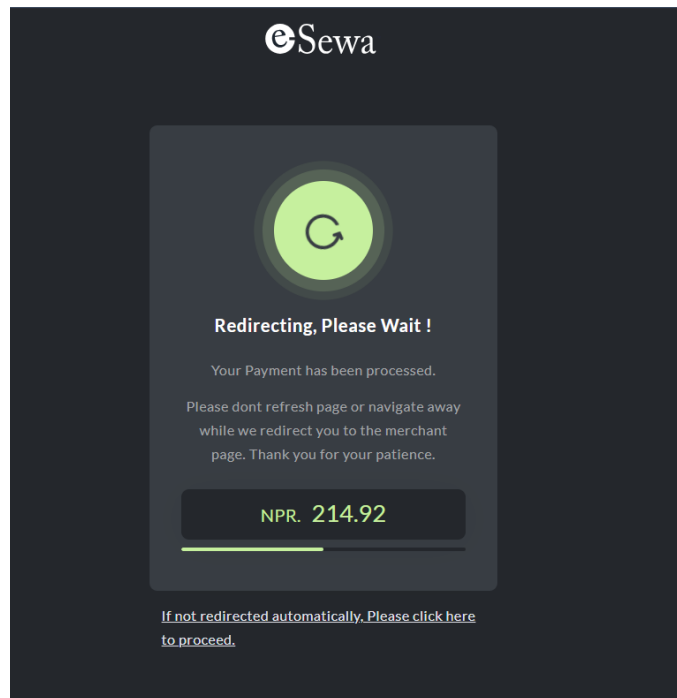 eSewa
Redirecting, Please Wait !
Your Payment has been processed.
Please dont refresh page or navigate away
while we redirect you to the merchant
page. Thank you for your patience.
NPR. 214.92
If not redirected automatically, Please click here
to proceed.